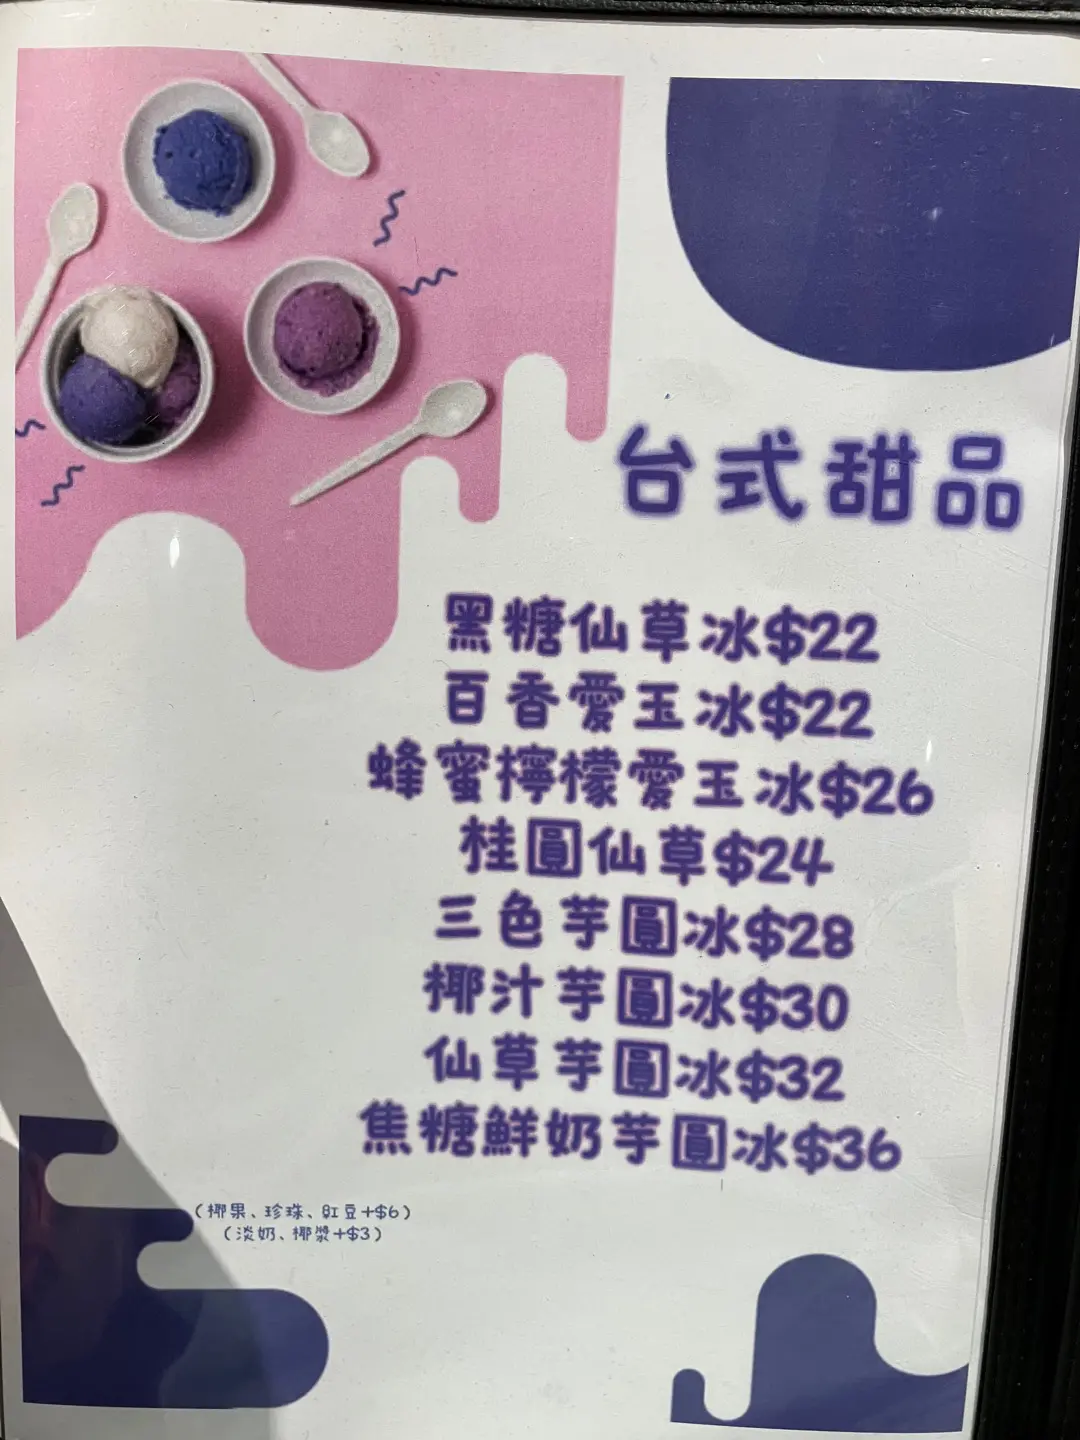 台式甜品
黑糖仙草冰$22
百香愛玉冰$22
蜂蜜檸檬愛玉冰$26
桂圓仙草$24
三色芋圓冰$28
椰汁芋圓冰$30
仙草芋圓冰$32
焦糖鮮奶芋圓冰$36
（椰果、珍珠、紅豆+$6）
（淡奶、椰漿+$3）